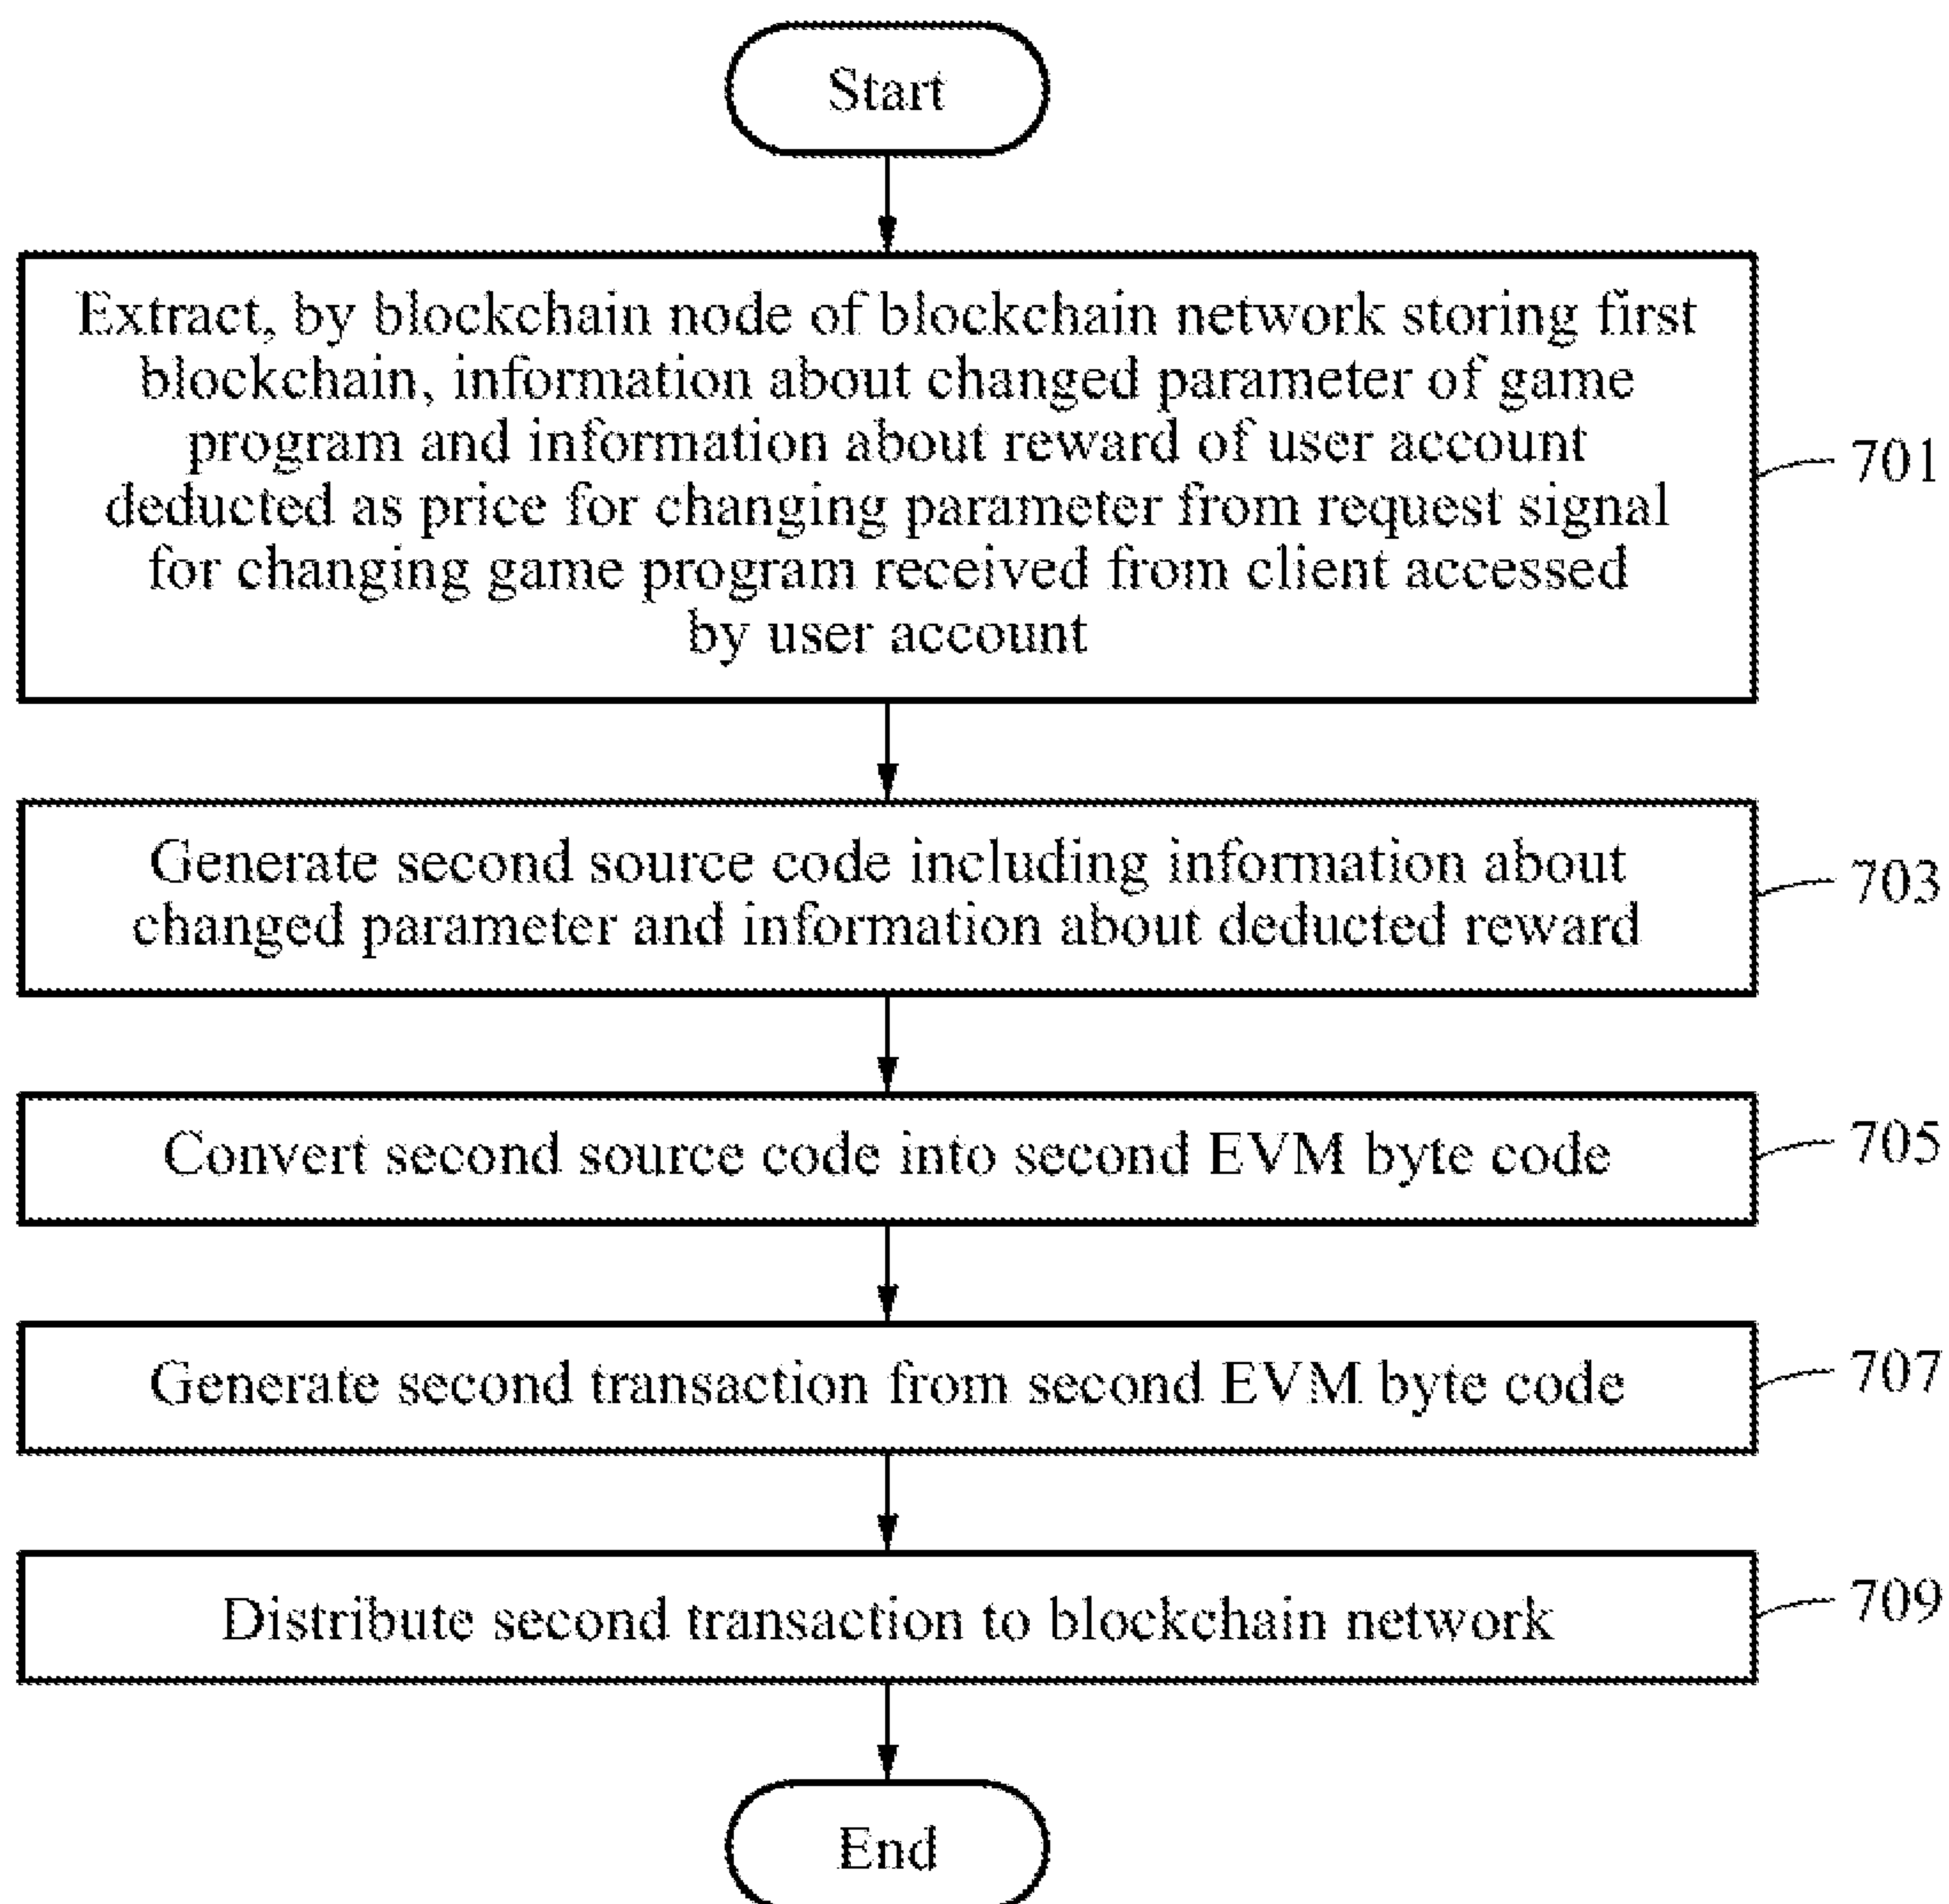 Start
Extract, by blockchain node of blockchain network storing first
blockchain, information about changed parameter of game
program and information about reward of user account
deducted as price for changing parameter from request signal
for changing game program received from client accessed
by user account
701
Generate second source code including information about
changed parameter and information about deducted reward
703
Convert second source code into second EVM byte code
705
Generate second transaction from second EVM byte code
707
Distribute second transaction to blockchain network
709
End